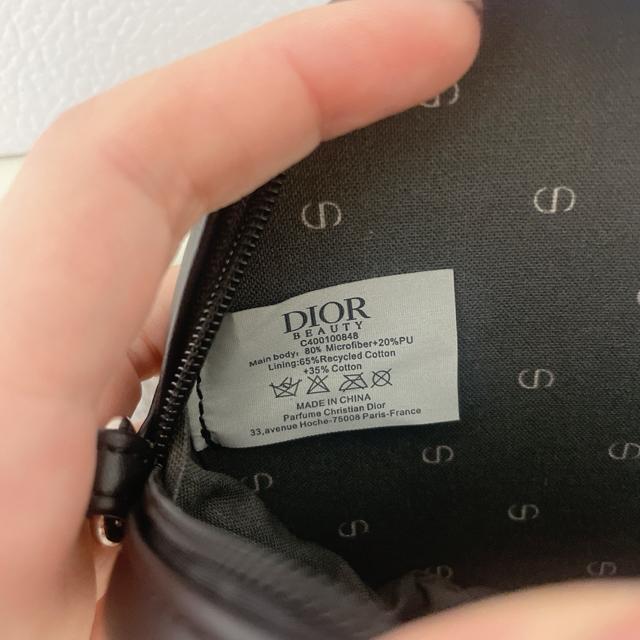 DIOR
BEAUTY
C400100848
Main body: 80% Microfiber+20%PU
Lining:65%Recycled Cotton
+35% Cotton
MADE IN CHINA
Parfume Christian Dior
33,avenue Hoche-75008 Paris-France